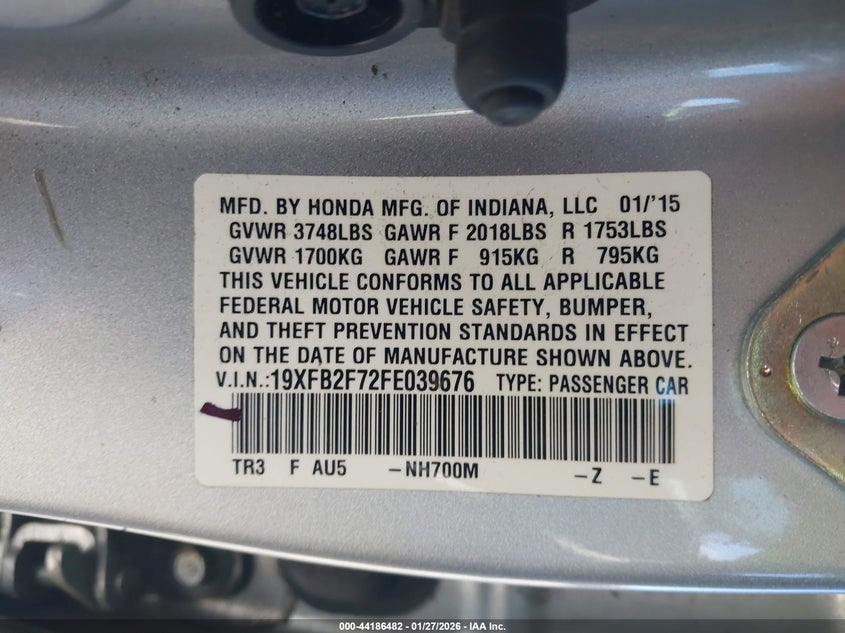 MFD. BY HONDA MFG. OF INDIANA, LLC 01/'15
GVWR 3748LBS GAWR F 2018LBS R 1753LBS
GVWR 1700KG GAWR F 915KG R 795KG
THIS VEHICLE CONFORMS TO ALL APPLICABLE
FEDERAL MOTOR VEHICLE SAFETY, BUMPER,
AND THEFT PREVENTION STANDARDS IN EFFECT
ON THE DATE OF MANUFACTURE SHOWN ABOVE.
V.I.N.:19XFB2F72FE039676 TYPE: PASSENGER CAR
TR3 F AU5 -NH700M -Z -E
000-44186482 - 01/27/2026 - IAA Inc.